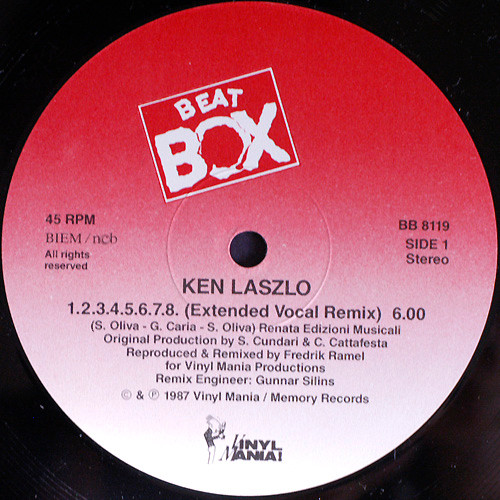 BEAT
BOX
45 RPM
BIEM/ncb
All rights
reserved
BB 8119
SIDE 1
Stereo
KEN LASZLO
1.2.3.4.5.6.7.8. (Extended Vocal Remix) 6.00
(S. Oliva - G. Caria - S. Oliva) Renata Edizioni Musicali
Original Production by S. Cundari & C. Cattafesta
Reproduced & Remixed by Fredrik Ramel
for Vinyl Mania Productions
Remix Engineer: Gunnar Silins
© & ℗ 1987 Vinyl Mania / Memory Records
VINYL
MANIA!